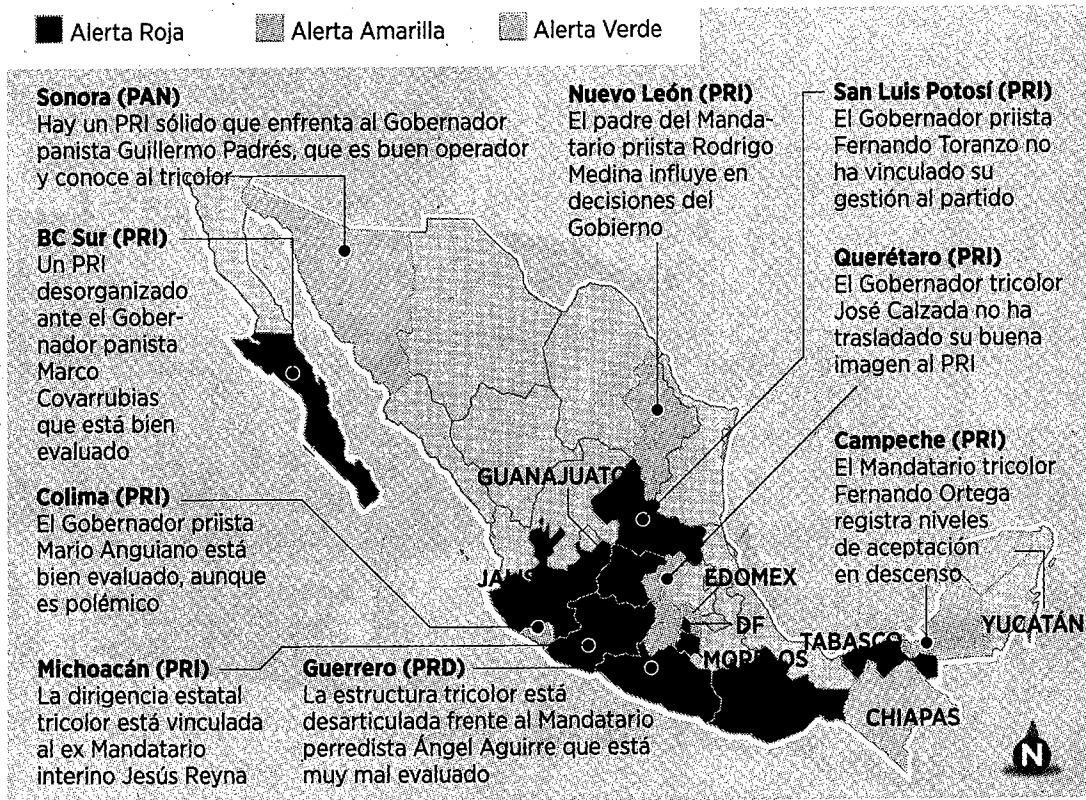 Alerta Roja
Alerta Amarilla
Alerta Verde
Sonora (PAN)
Hay un PRI sólido que enfrenta al Gobernador
panista Guillermo Padrés, que es buen operador
y conoce al tricolor
Nuevo León (PRI)
El padre del Manda-
tario priista Rodrigo
Medina influye en
decisiones del
Gobierno
San Luis Potosí (PRI)
El Gobernador priista
Fernando Toranzo no
ha vinculado su
gestión al partido
BC Sur (PRI)
Un PRI
desorganizado
ante el Gober-
nador panista
Marco
Covarrubias
que está bien
evaluado
Querétaro (PRI)
El Gobernador tricolor
José Calzada no ha
trasladado su buena
imagen al PRI
Campeche (PRI)
El Mandatario tricolor
Fernando Ortega
registra niveles
de aceptación
en descenso
Colima (PRI)
El Gobernador priista
Mario Anguiano está
bien evaluado, aunque
es polémico
GUANAJUATO
EDOMEX
DF
TABASCO
YUCATÁN
CHIAPAS
Michoacán (PRI)
La dirigencia estatal
tricolor está vinculada
al ex Mandatario
interino Jesús Reyna
Guerrero (PRD)
La estructura tricolor está
desarticulada frente al Mandatario
perredista Ángel Aguirre que está
muy mal evaluado
MORELOS
N